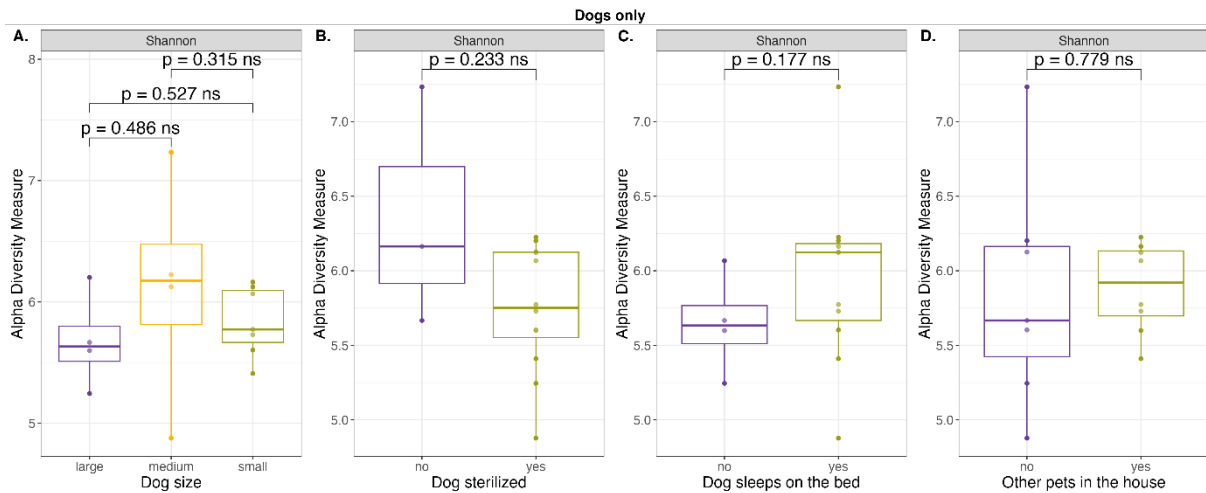 Dogs only
A.
Shannon
p = 0.315 ns
p = 0.527 ns
p = 0.486 ns
Alpha Diversity Measure
8
7
6
5
large medium small
Dog size
B.
Shannon
p = 0.233 ns
Alpha Diversity Measure
7.0
6.5
6.0
5.5
5.0
no yes
Dog sterilized
C.
Shannon
p = 0.177 ns
Alpha Diversity Measure
7.0
6.5
6.0
5.5
5.0
no yes
Dog sleeps on the bed
D.
Shannon
p = 0.779 ns
Alpha Diversity Measure
7.0
6.5
6.0
5.5
5.0
no yes
Other pets in the house